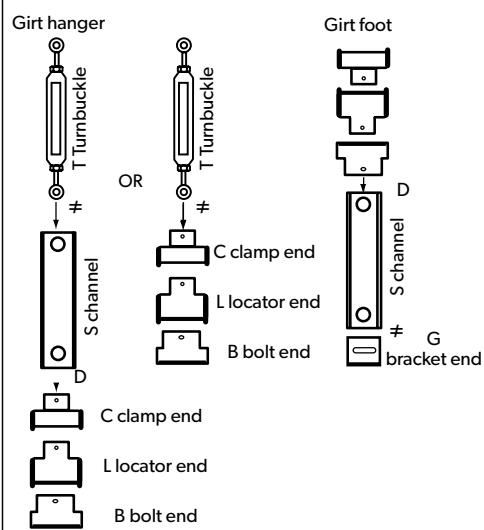 Girt hanger
Girt foot
T Turnbuckle
T Turnbuckle
OR
≠
≠
D
S channel
C clamp end
L locator end
B bolt end
S channel
≠
G
bracket end
D
C clamp end
L locator end
B bolt end